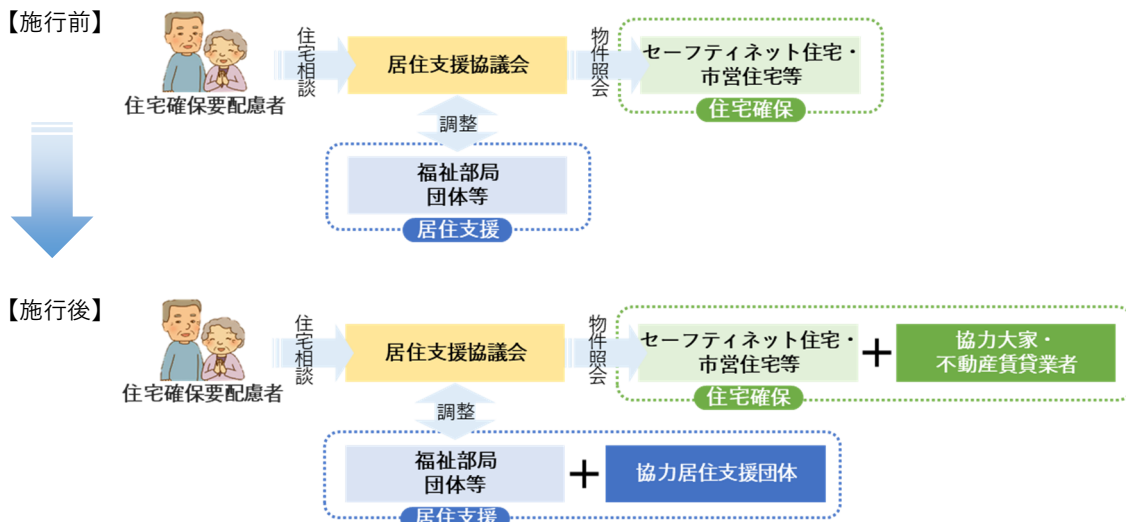 【施行前】
住宅確保要配慮者
住宅相談
居住支援協議会
物件照会
セーフティネット住宅・
市営住宅等
住宅確保
調整
福祉部局
団体等
居住支援
【施行後】
住宅確保要配慮者
住宅相談
居住支援協議会
物件照会
セーフティネット住宅・
市営住宅等
+
協力大家・
不動産賃貸業者
住宅確保
調整
福祉部局
団体等
+
協力居住支援団体
居住支援